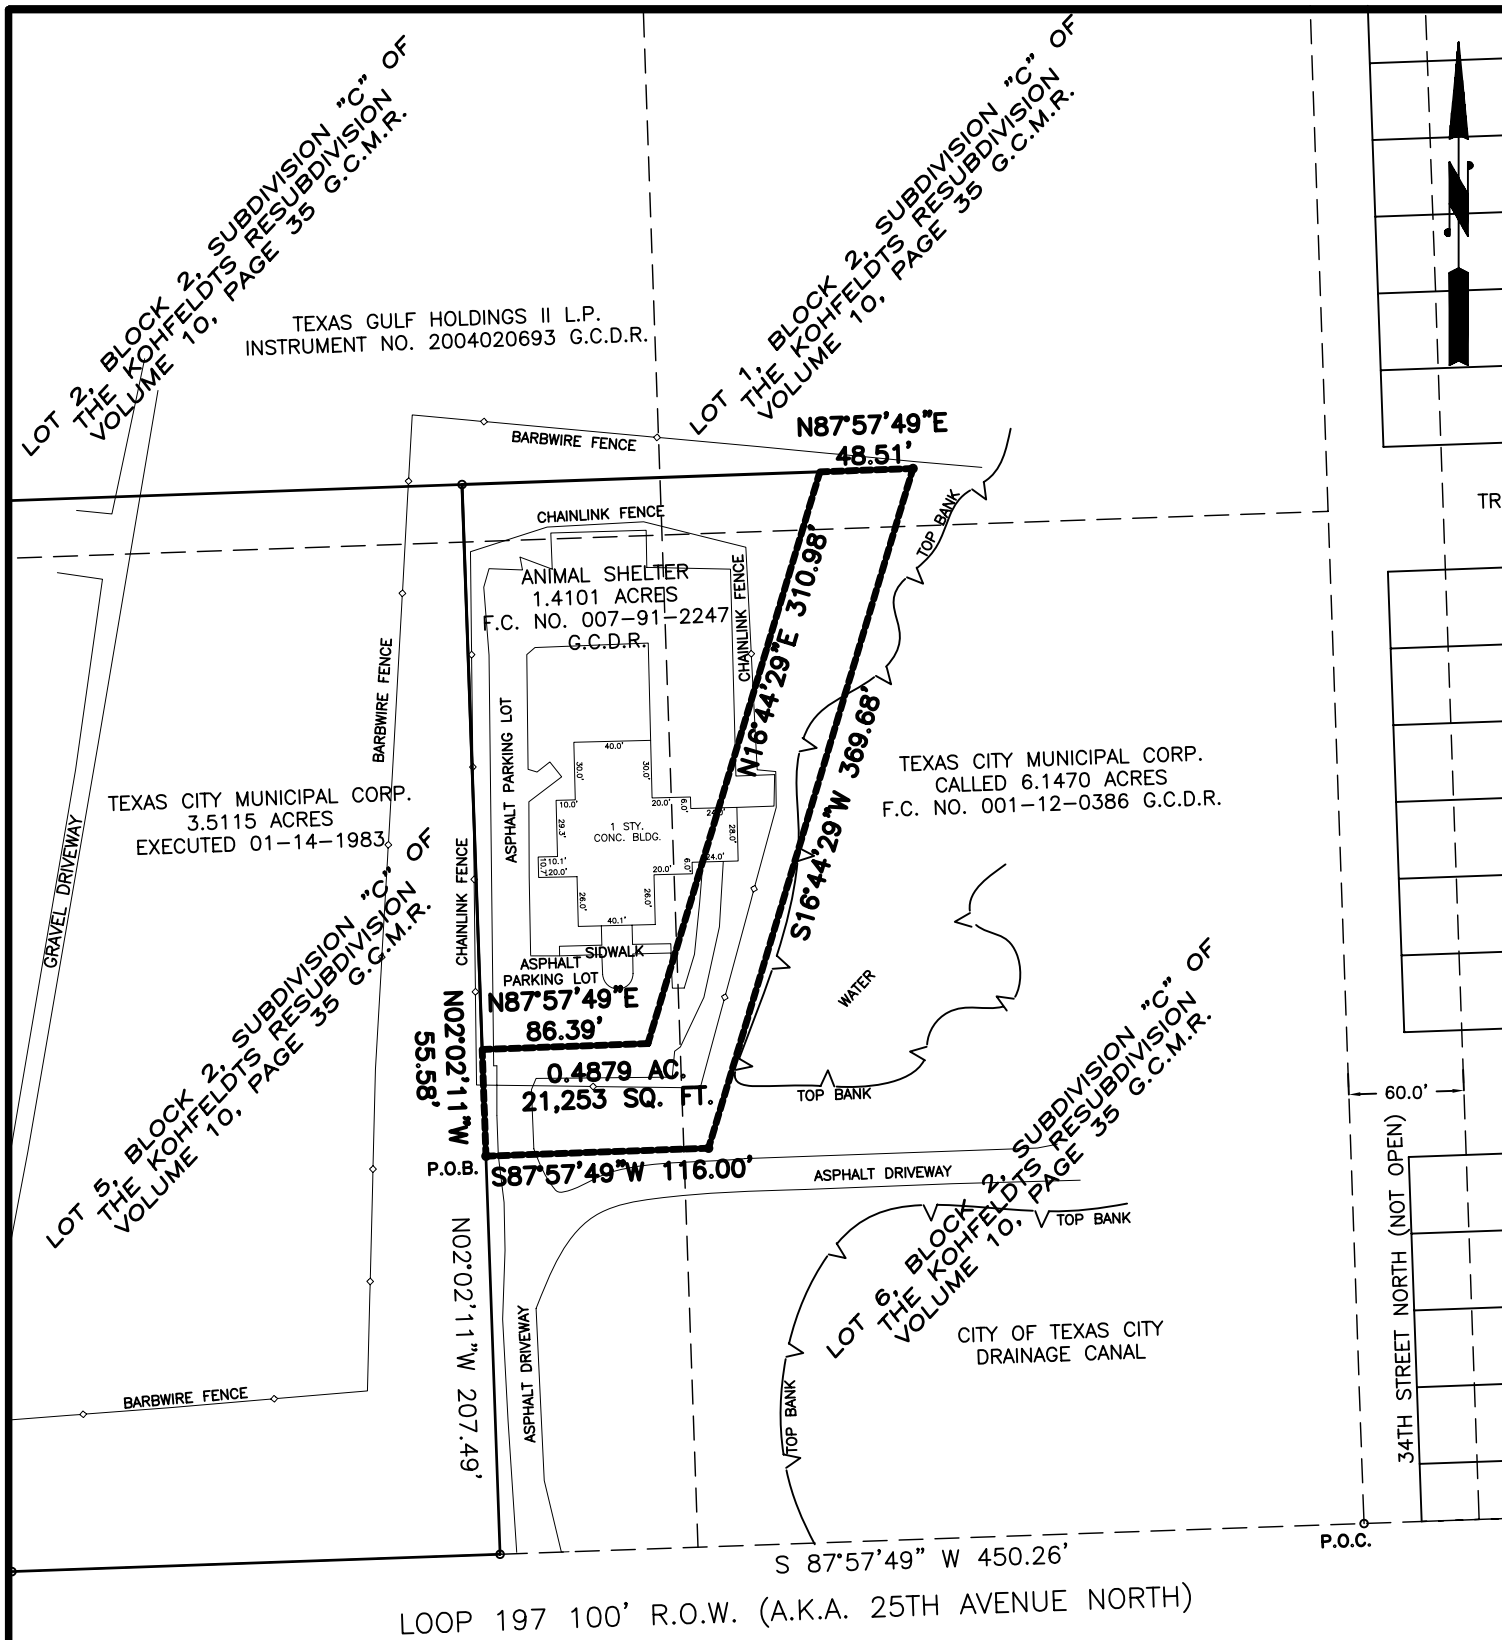 LOT 2, BLOCK 2, SUBDIVISION "C" OF
THE KOHFELDTS RESUBDIVISION
VOLUME 10, PAGE 35 G.C.M.R.
LOT 1, BLOCK 2, SUBDIVISION "C" OF
THE KOHFELDTS RESUBDIVISION
VOLUME 10, PAGE 35 G.C.M.R.
TEXAS GULF HOLDINGS II L.P.
INSTRUMENT NO. 2004020693 G.C.D.R.
N87°57'49"E
48.51'
BARBWIRE FENCE
TOP BANK
TR
CHAINLINK FENCE
ANIMAL SHELTER
1.4101 ACRES
F.C. NO. 007-91-2247
G.C.D.R.
CHAINLINK FENCE
N16°44'29"E 310.98'
S16°44'29"W 369.68'
BARBWIRE FENCE
ASPHALT PARKING LOT
TEXAS CITY MUNICIPAL CORP.
CALLED 6.1470 ACRES
F.C. NO. 001-12-0386 G.C.D.R.
TEXAS CITY MUNICIPAL CORP.
3.5115 ACRES
EXECUTED 01-14-1983
40.0'
30.0'
30.0'
10.0'
20.0'
6.0'
24.0'
29.3'
1 STY.
CONC. BLDG.
28.0'
10.1'
10.7'
20.0'
20.0'
6.0'
24.0'
26.0'
26.0'
40.1'
GRAVEL DRIVEWAY
CHAINLINK FENCE
SIDWALK
ASPHALT
PARKING LOT
WATER
LOT 5, BLOCK 2, SUBDIVISION "C" OF
THE KOHFELDTS RESUBDIVISION
VOLUME 10, PAGE 35 G.C.M.R.
N87°57'49"E
86.39'
N02°02'11"W
55.58'
0.4879 AC.
21,253 SQ. FT.
TOP BANK
60.0'
P.O.B.
S87°57'49"W 116.00'
ASPHALT DRIVEWAY
TOP BANK
LOT 6, BLOCK 2, SUBDIVISION "C" OF
THE KOHFELDTS RESUBDIVISION
VOLUME 10, PAGE 35 G.C.M.R.
34TH STREET NORTH (NOT OPEN)
N02°02'11"W 207.49'
ASPHALT DRIVEWAY
CITY OF TEXAS CITY
DRAINAGE CANAL
TOP BANK
BARBWIRE FENCE
P.O.C.
S 87°57'49" W 450.26'
LOOP 197 100' R.O.W. (A.K.A. 25TH AVENUE NORTH)
N